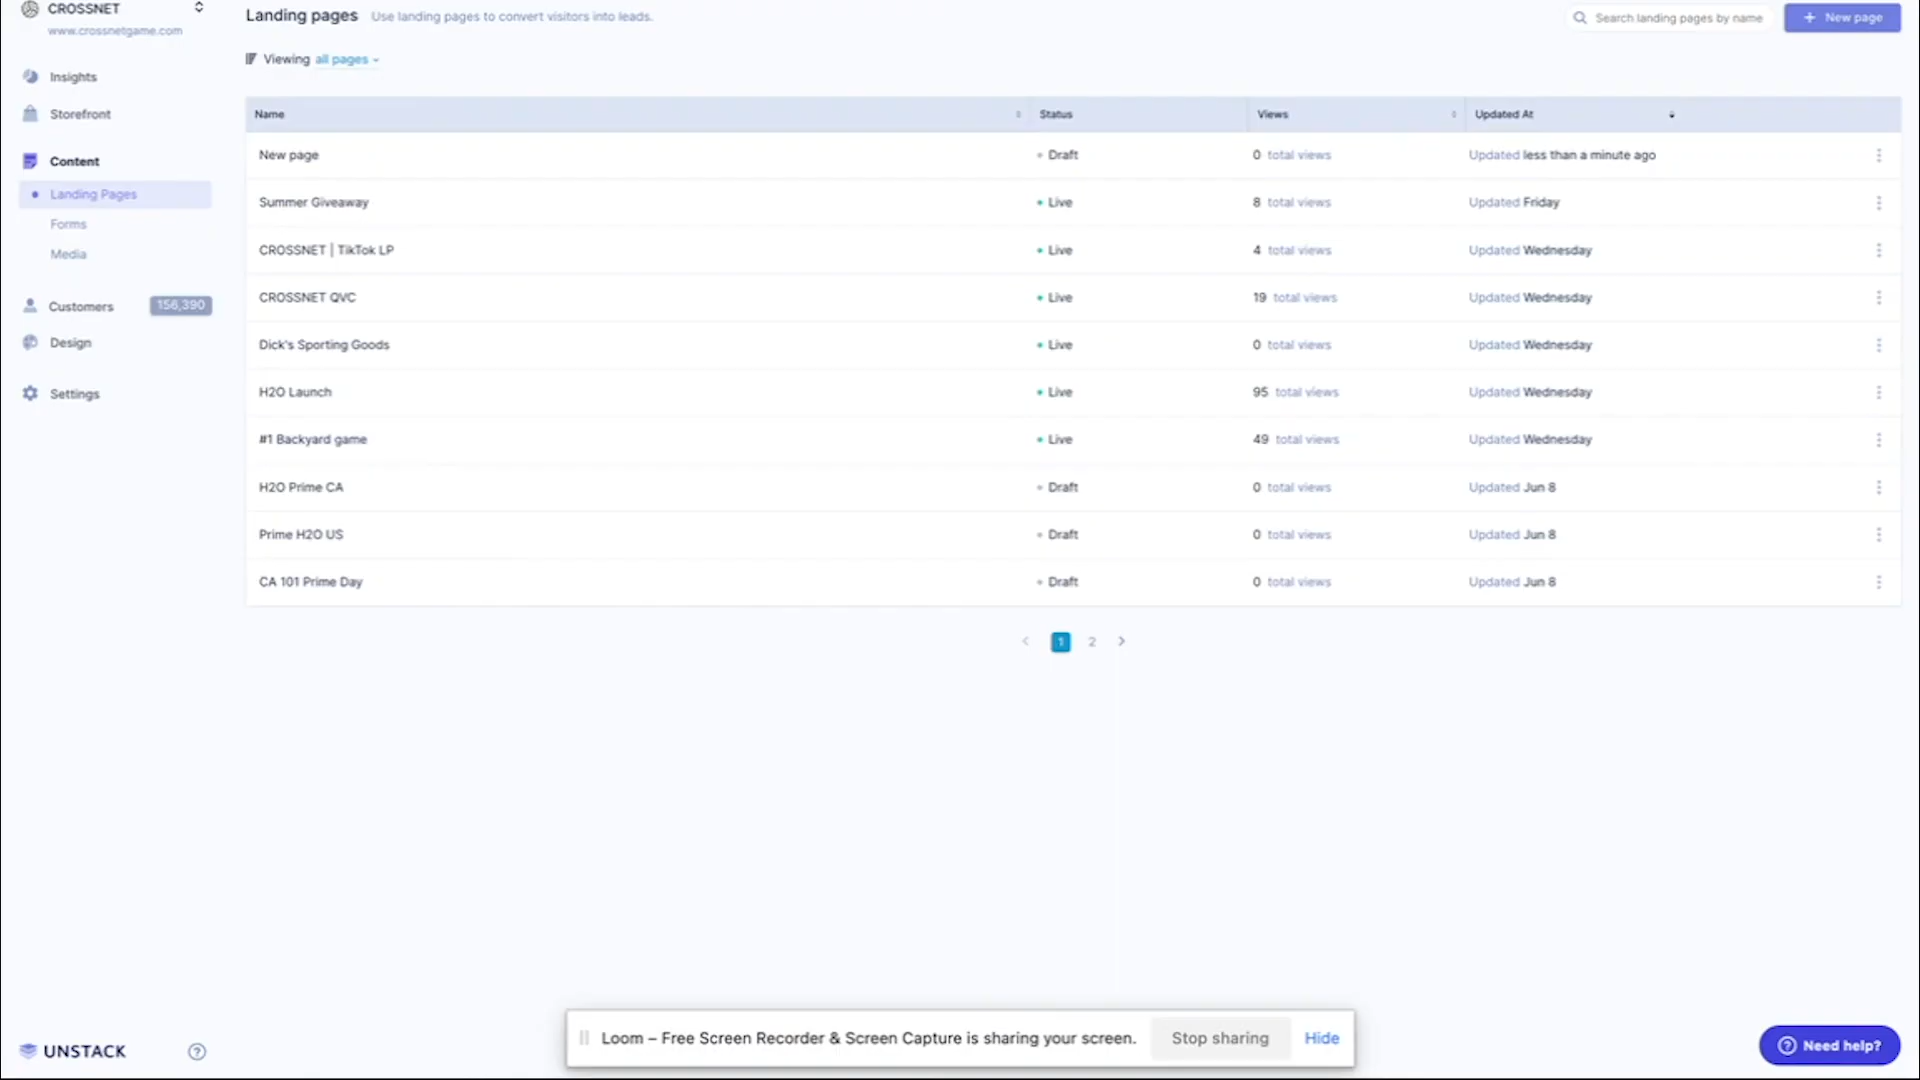 CROSSNET
www.crossnetgame.com
Insights
Storefront
Content
Landing Pages
Forms
Media
Customers 156,390
Design
Settings
UNSTACK
Landing pages Use landing pages to convert visitors into leads.
Search landing pages by name
+ New page
Viewing all pages
Name Status Views Updated At
New page Draft 0 total views Updated less than a minute ago
Summer Giveaway Live 8 total views Updated Friday
CROSSNET | TikTok LP Live 4 total views Updated Wednesday
CROSSNET QVC Live 19 total views Updated Wednesday
Dick's Sporting Goods Live 0 total views Updated Wednesday
H2O Launch Live 95 total views Updated Wednesday
#1 Backyard game Live 49 total views Updated Wednesday
H2O Prime CA Draft 0 total views Updated Jun 8
Prime H2O US Draft 0 total views Updated Jun 8
CA 101 Prime Day Draft 0 total views Updated Jun 8
1 2
Loom – Free Screen Recorder & Screen Capture is sharing your screen. Stop sharing Hide
Need help?